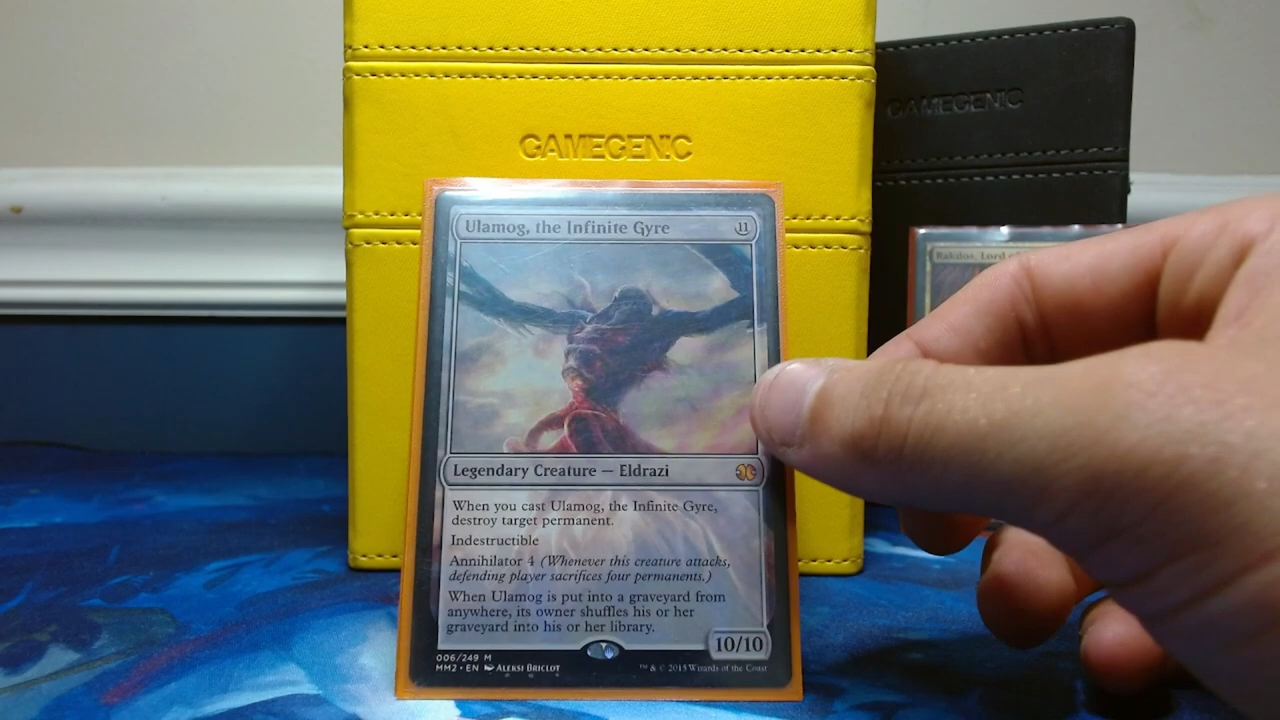 GAMEGENIC
GAMEGENIC
Ulamog, the Infinite Gyre
11
Legendary Creature — Eldrazi
When you cast Ulamog, the Infinite Gyre,
destroy target permanent.
Indestructible
Annihilator 4 (Whenever this creature attacks,
defending player sacrifices four permanents.)
When Ulamog is put into a graveyard from
anywhere, its owner shuffles his or her
graveyard into his or her library.
10/10
006/249 M
MM2 • EN ALEKSI BRICLOT
™ & © 2015 Wizards of the Coast
Rakdos, Lord of